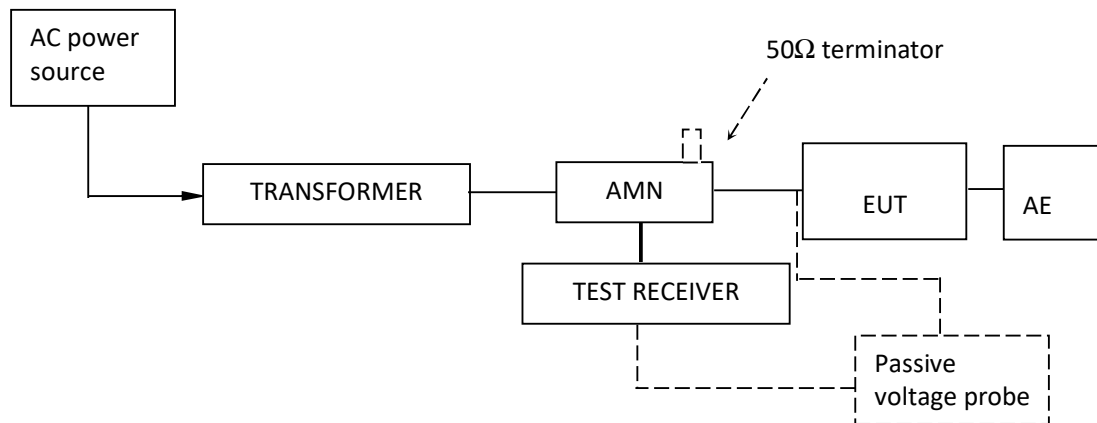 AC power
source
50Ω terminator
TRANSFORMER
AMN
EUT
AE
TEST RECEIVER
Passive
voltage probe